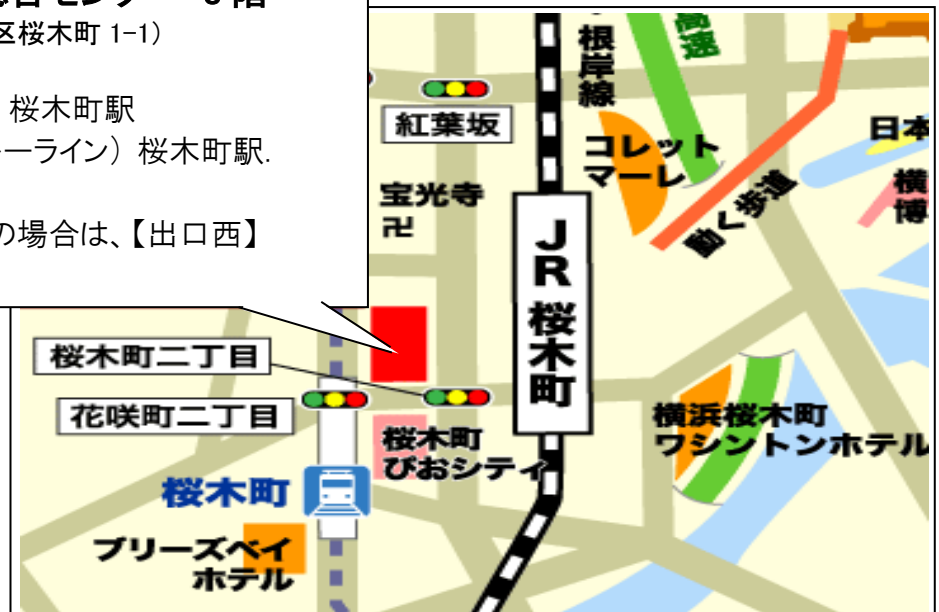 区桜木町 1-1）
桜木町駅
ーライン）桜木町駅.
の場合は、【出口西】
根岸線
高速
紅葉坂
コレット
マーレ
日本
動く歩道
横
博
宝光寺
卍
JR桜木町
桜木町二丁目
花咲町二丁目
桜木町
ぴおシティ
横浜桜木町
ワシントンホテル
桜木町
ブリーズベイ
ホテル